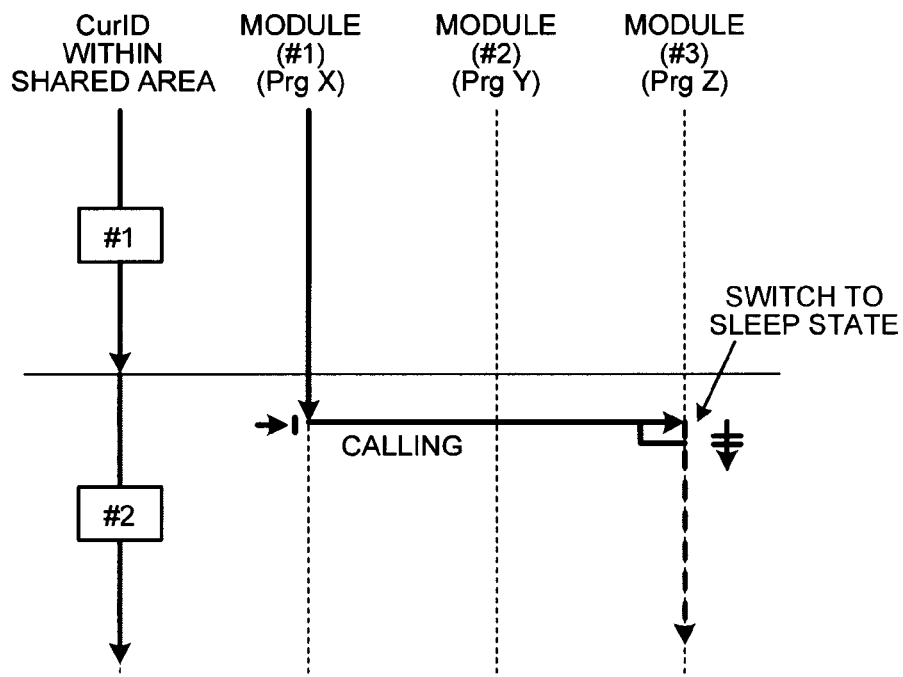 CurID
WITHIN
SHARED AREA
MODULE
(#1)
(Prg X)
MODULE
(#2)
(Prg Y)
MODULE
(#3)
(Prg Z)
#1
SWITCH TO
SLEEP STATE
CALLING
#2